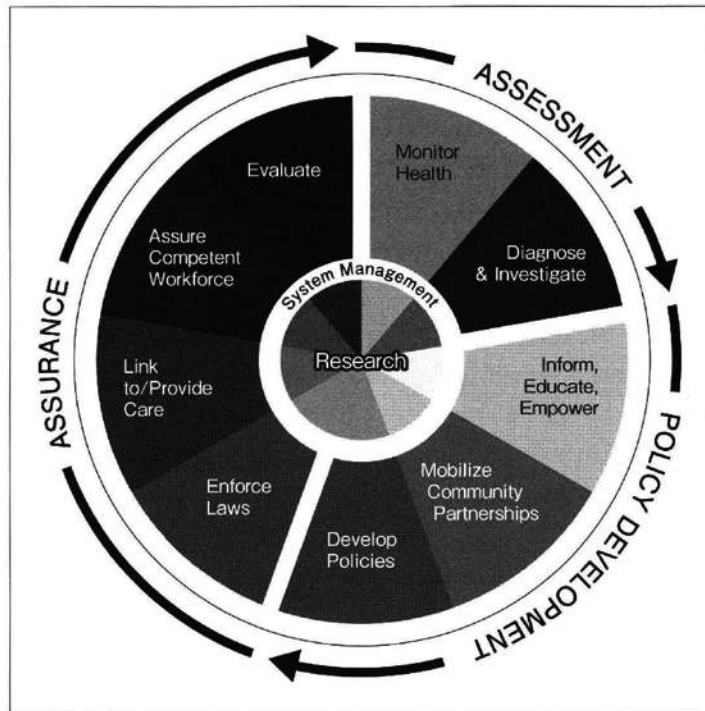 ASSESSMENT
Monitor
Health
Diagnose
& Investigate
POLICY DEVELOPMENT
Inform,
Educate,
Empower
Mobilize
Community
Partnerships
Develop
Policies
ASSURANCE
Enforce
Laws
Link
to/Provide
Care
Assure
Competent
Workforce
Evaluate
System Management
Research